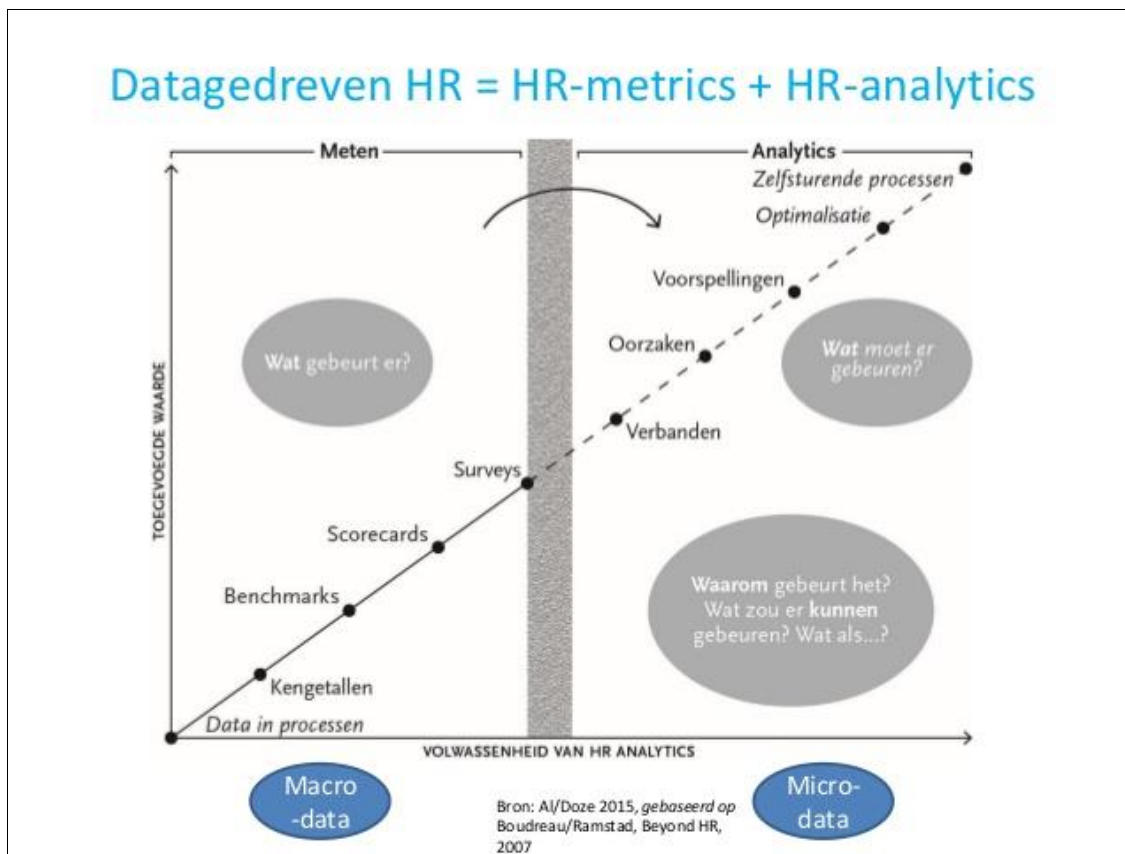 Datagedreven HR = HR-metrics + HR-analytics
Meten
Analytics
Zelfsturende processen
Optimalisatie
Voorspellingen
Oorzaken
Verbanden
Wat gebeurt er?
Wat moet er
gebeuren?
TOEGEVOEGDE WAARDE
Surveys
Scorecards
Benchmarks
Kengetallen
Data in processen
Waarom gebeurt het?
Wat zou er kunnen
gebeuren? Wat als...?
VOLWASSENHEID VAN HR ANALYTICS
Macro
-data
Bron: Al/Doze 2015, gebaseerd op
Boudreau/Ramstad, Beyond HR,
2007
Micro-
data